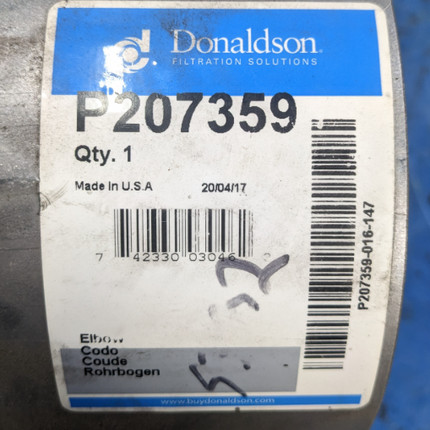 Donaldson®
FILTRATION SOLUTIONS
P207359
Qty. 1
Made In U.S.A 20/04/17
7 42330 03046
P207359-016-147
Elbow
Codo
Coude
Rohrbogen
www.buydonaldson.com